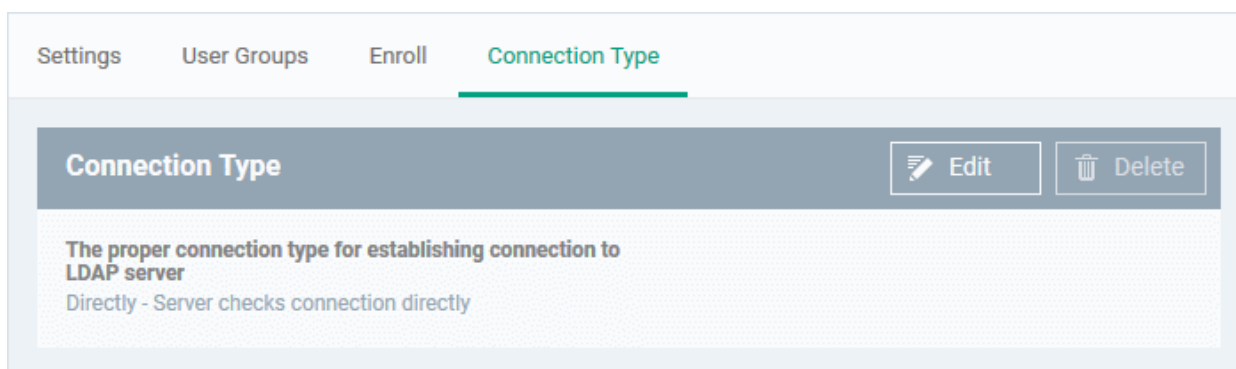 Settings User Groups Enroll Connection Type
Connection Type Edit Delete
The proper connection type for establishing connection to
LDAP server
Directly - Server checks connection directly